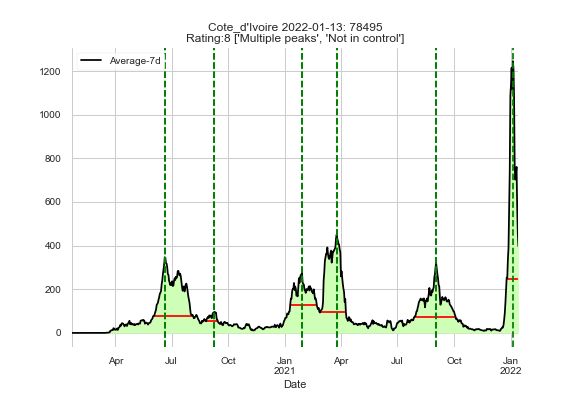 Cote_d'Ivoire 2022-01-13: 78495
Rating:8 ['Multiple peaks', 'Not in control']
Average-7d
1200
1000
800
600
400
200
0
Apr Jul Oct Jan Apr Jul Oct Jan
2021 2022
Date